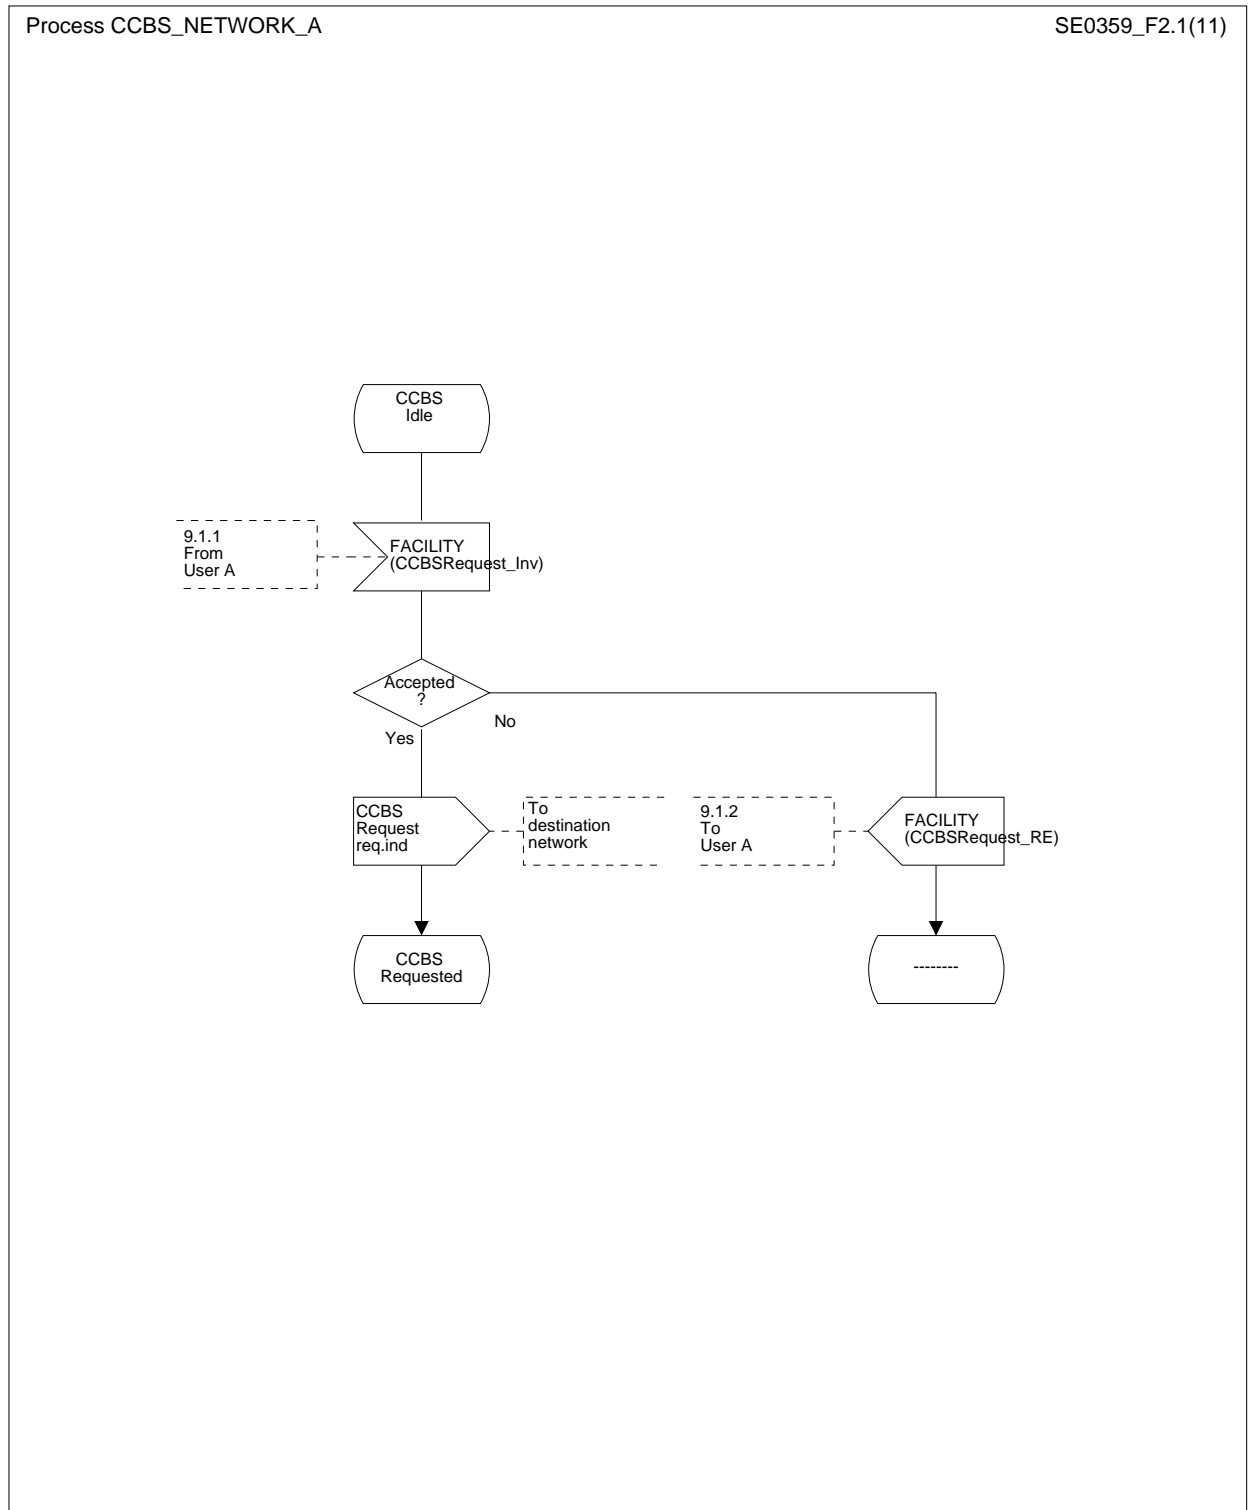 Process CCBS_NETWORK_A
SE0359_F2.1(11)
CCBS
Idle
9.1.1
From
User A
FACILITY
(CCBSRequest_Inv)
Accepted
?
No
Yes
CCBS
Request
req.ind
To
destination
network
9.1.2
To
User A
FACILITY
(CCBSRequest_RE)
CCBS
Requested
--------